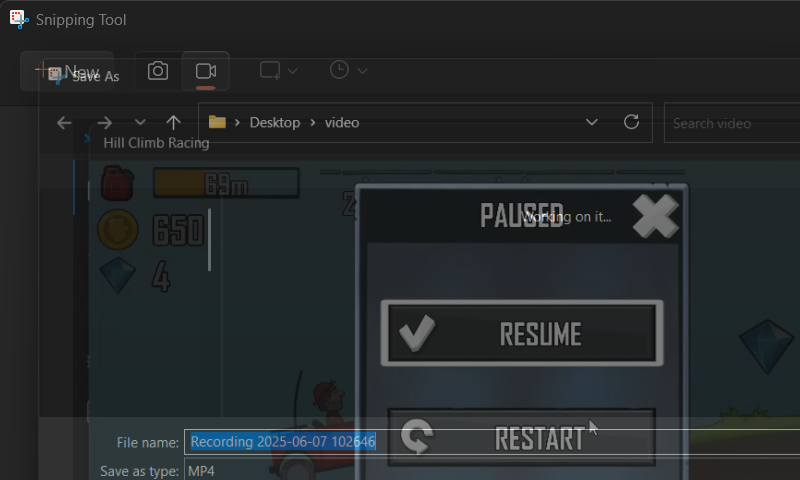 Snipping Tool
New
Save As
Desktop > video
Search video
Hill Climb Racing
69m
PAUSED
Working on it...
650
4
RESUME
RESTART
File name: Recording 2025-06-07 102646
Save as type: MP4